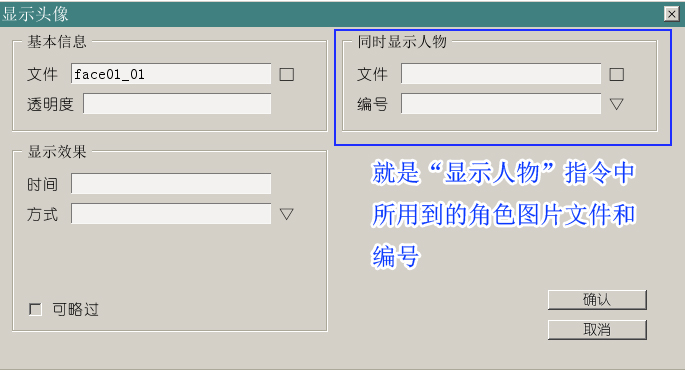 显示头像
基本信息
文件 face01_01
透明度
同时显示人物
文件
编号
显示效果
时间
方式
可略过
就是“显示人物”指令中
所用到的角色图片文件和
编号
确认
取消